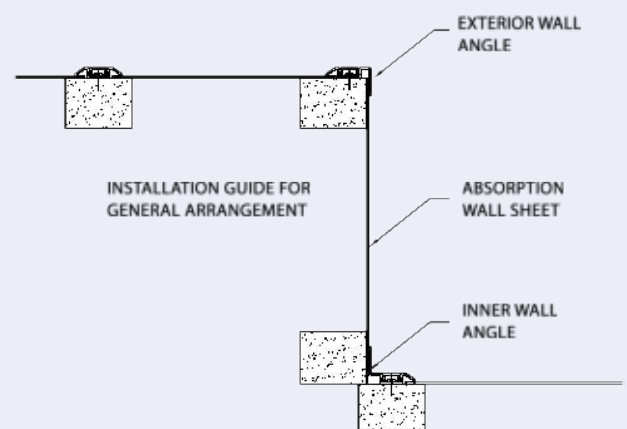 EXTERIOR WALL
ANGLE
INSTALLATION GUIDE FOR
GENERAL ARRANGEMENT
ABSORPTION
WALL SHEET
INNER WALL
ANGLE